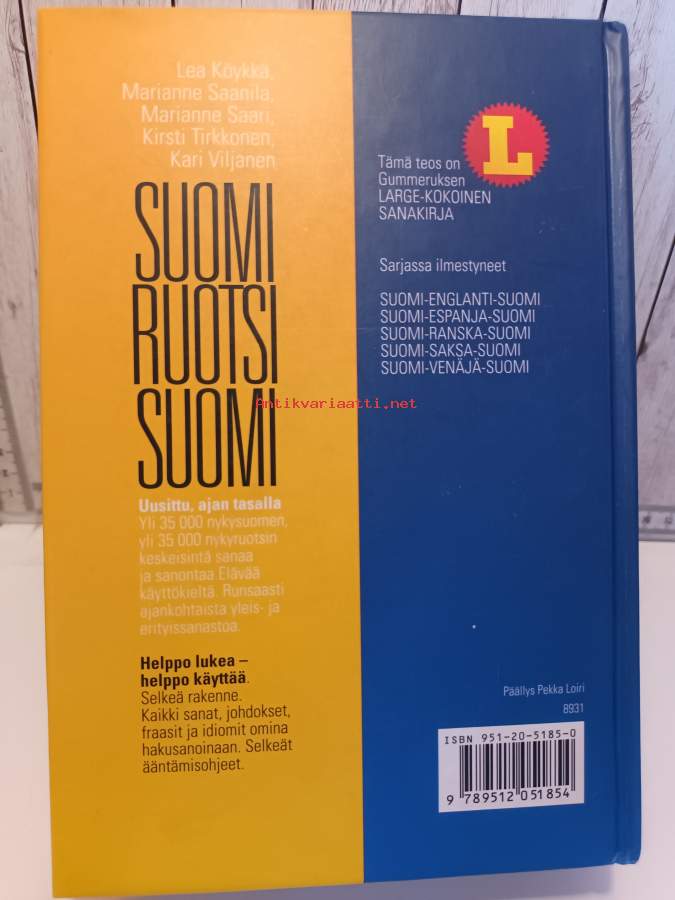 Lea Köykkä,
Marianne Saanila,
Marianne Saari,
Kirsti Tirkkonen,
Kari Viljanen
SUOMI
RUOTSI
SUOMI
Uusittu, ajan tasalla
Yli 35 000 nykysuomen,
yli 35 000 nykyruotsin
keskeisintä sanaa
ja sanontaa. Elävää
käyttökieltä. Runsaasti
ajankohtaista yleis- ja
erityissanastoa.
Helppo lukea –
helppo käyttää.
Selkeä rakenne.
Kaikki sanat, johdokset,
fraasit ja idiomit omina
hakusanoinaan. Selkeät
ääntämisohjeet.
L
Tämä teos on
Gummeruksen
LARGE-KOKOINEN
SANAKIRJA
Sarjassa ilmestyneet
SUOMI-ENGLANTI-SUOMI
SUOMI-ESPANJA-SUOMI
SUOMI-RANSKA-SUOMI
SUOMI-SAKSA-SUOMI
SUOMI-VENÄJÄ-SUOMI
Antikvariaatti.net
Päällys Pekka Loiri
8931
ISBN 951-20-5185-0
9 789512 051854